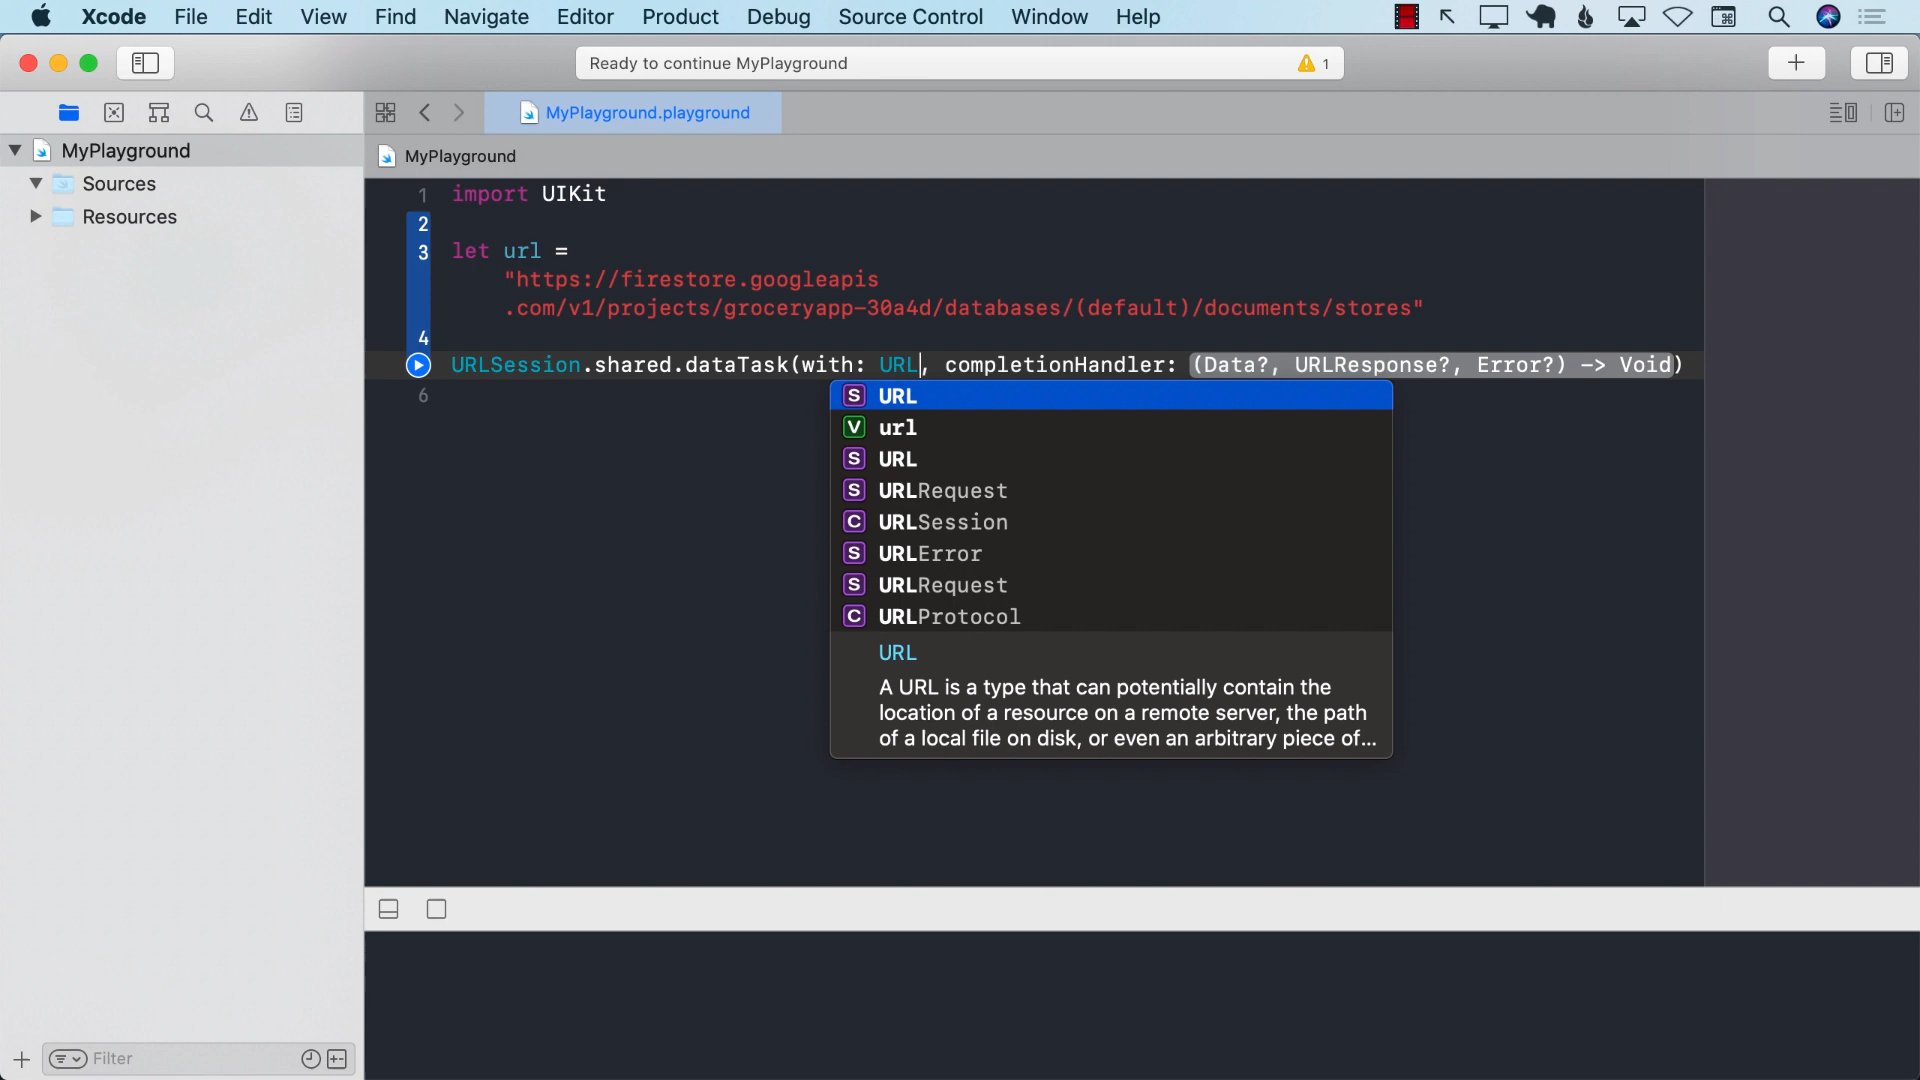 Xcode File Edit View Find Navigate Editor Product Debug Source Control Window Help
Ready to continue MyPlayground 1
MyPlayground.playground
MyPlayground
Sources
Resources
MyPlayground
1 import UIKit
2
3 let url =
"https://firestore.googleapis
.com/v1/projects/groceryapp-30a4d/databases/(default)/documents/stores"
4
URLSession.shared.dataTask(with: URL, completionHandler: (Data?, URLResponse?, Error?) -> Void)
6
S URL
V url
S URL
S URLRequest
C URLSession
S URLError
S URLRequest
C URLProtocol
URL
A URL is a type that can potentially contain the
location of a resource on a remote server, the path
of a local file on disk, or even an arbitrary piece of...
Filter